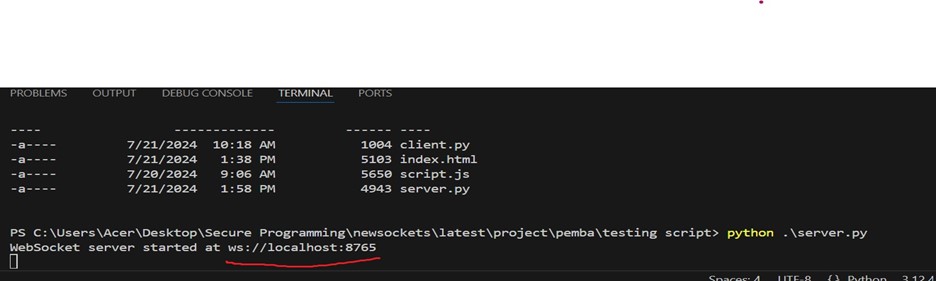 PROBLEMS OUTPUT DEBUG CONSOLE TERMINAL PORTS
---- ------------- ------ ----
-a---- 7/21/2024 10:18 AM 1004 client.py
-a---- 7/21/2024 1:38 PM 5103 index.html
-a---- 7/20/2024 9:06 AM 5650 script.js
-a---- 7/21/2024 1:58 PM 4943 server.py
PS C:\Users\Acer\Desktop\Secure Programming\newsockets\latest\project\pemba\testing script> python .\server.py
WebSocket server started at ws://localhost:8765
Spaces: 4 UTF-8 {} Python 3.12.4